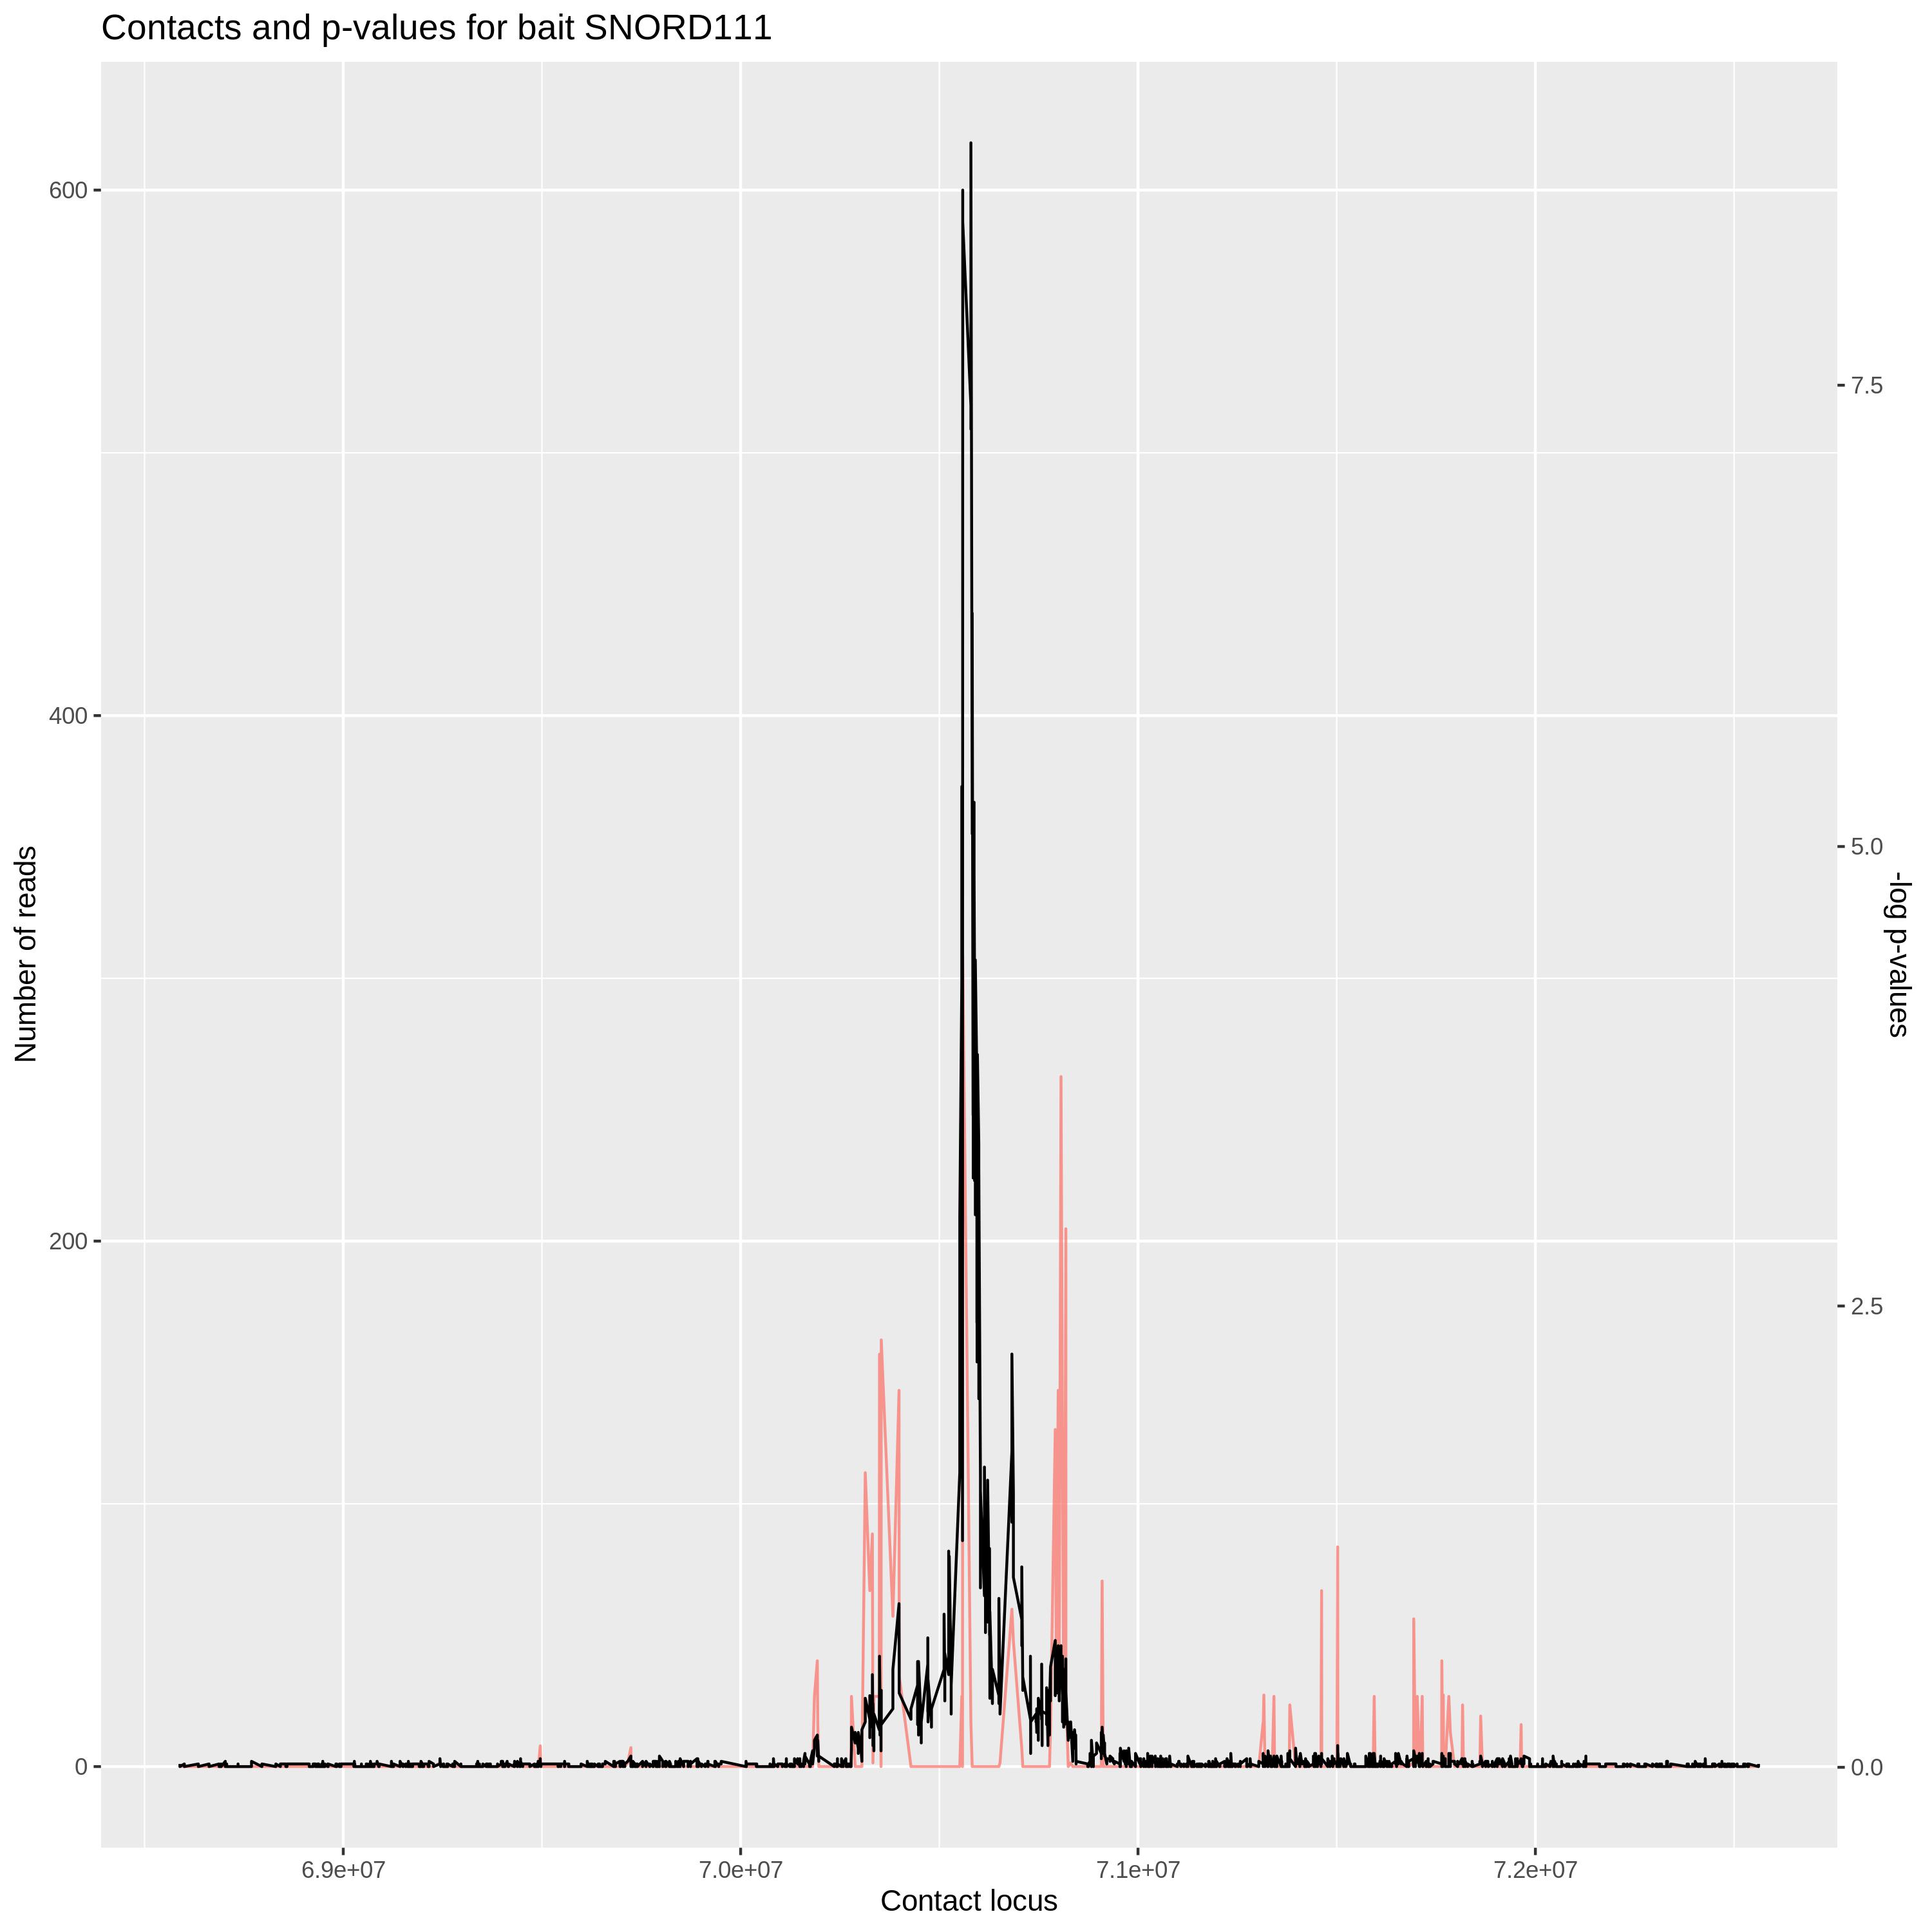 Contacts and p-values for bait SNORD111
600
400
200
0
Number of reads
7.5
5.0
2.5
0.0
-log p-values
6.9e+07 7.0e+07 7.1e+07 7.2e+07
Contact locus